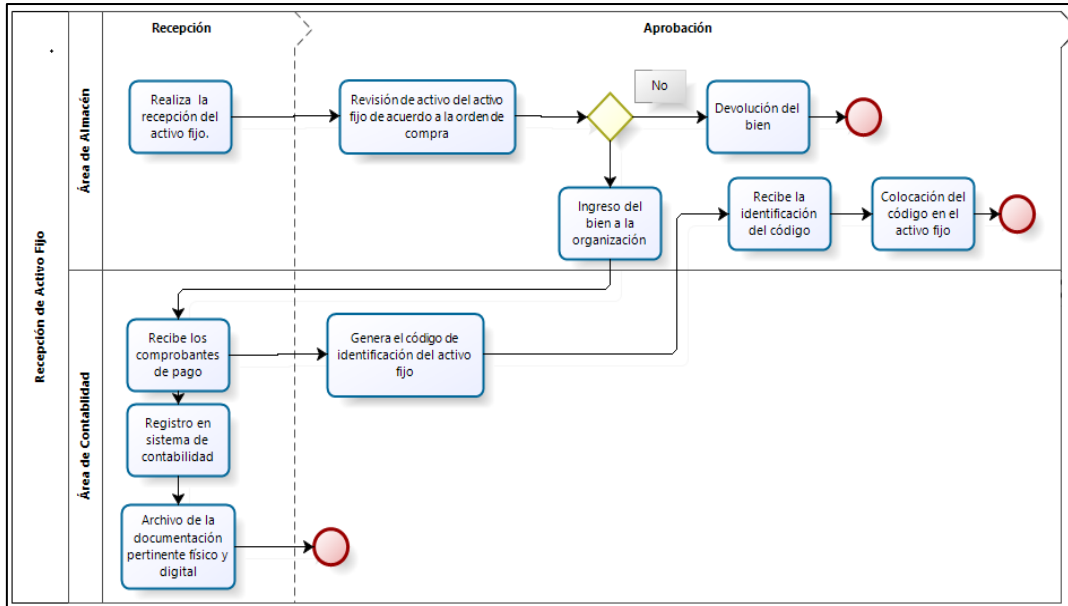 Recepción
Aprobación
Recepción de Activo Fijo
Área de Almacén
Realiza la
recepción del
activo fijo.
Revisión de activo del activo
fijo de acuerdo a la orden de
compra
No
Devolución del
bien
Ingreso del
bien a la
organización
Recibe la
identificación
del código
Colocación del
código en el
activo fijo
Área de Contablidad
Recibe los
comprobantes
de pago
Genera el código de
identificación del activo
fijo
Registro en
sistema de
contabilidad
Archivo de la
documentación
pertinente físico y
digital